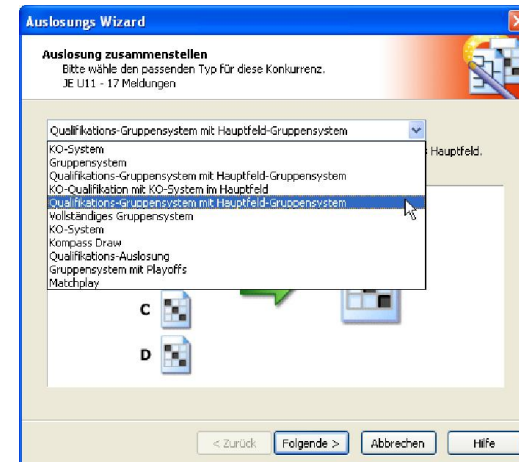 Auslosungs Wizard
Auslosung zusammenstellen
Bitte wähle den passenden Typ für diese Konkurrenz.
JE U11 - 17 Meldungen
Qualifikations-Gruppensystem mit Hauptfeld-Gruppensystem
Hauptfeld.
KO-System
Gruppensystem
Qualifikations-Gruppensystem mit Hauptfeld-Gruppensystem
KO-Qualifikation mit KO-System im Hauptfeld
Qualifikations-Gruppensystem mit Hauptfeld-Gruppensystem
Vollständiges Gruppensystem
KO-System
Kompass Draw
Qualifikations-Auslosung
Gruppensystem mit Playoffs
Matchplay
C
D
< Zurück Folgende > Abbrechen Hilfe